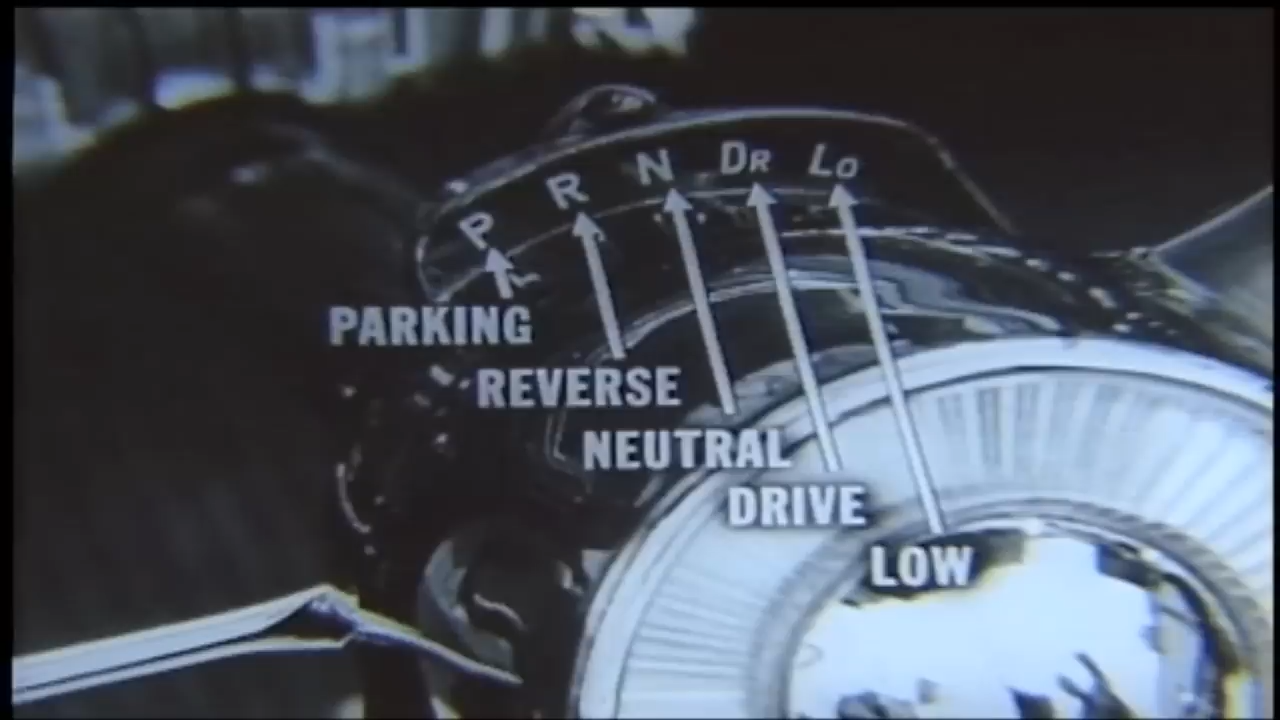 P R N DR LO
PARKING
REVERSE
NEUTRAL
DRIVE
LOW